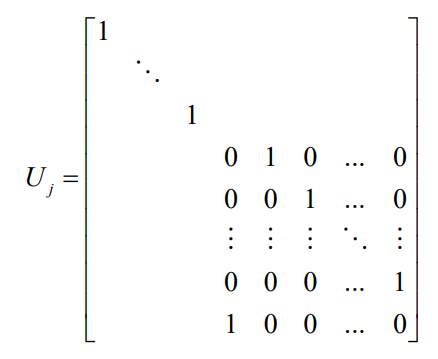 1
⋱
1
0 1 0 ... 0
U_j = 0 0 1 ... 0
⋮ ⋮ ⋮ ⋱ ⋮
0 0 0 ... 1
1 0 0 ... 0